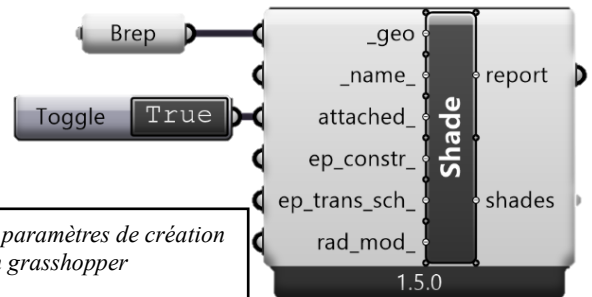 Brep
_geo
_name_
report
Toggle
True
attached_
Shade
ep_constr_
ep_trans_sch_
shades
rad_mod_
paramètres de création
grasshopper
1.5.0